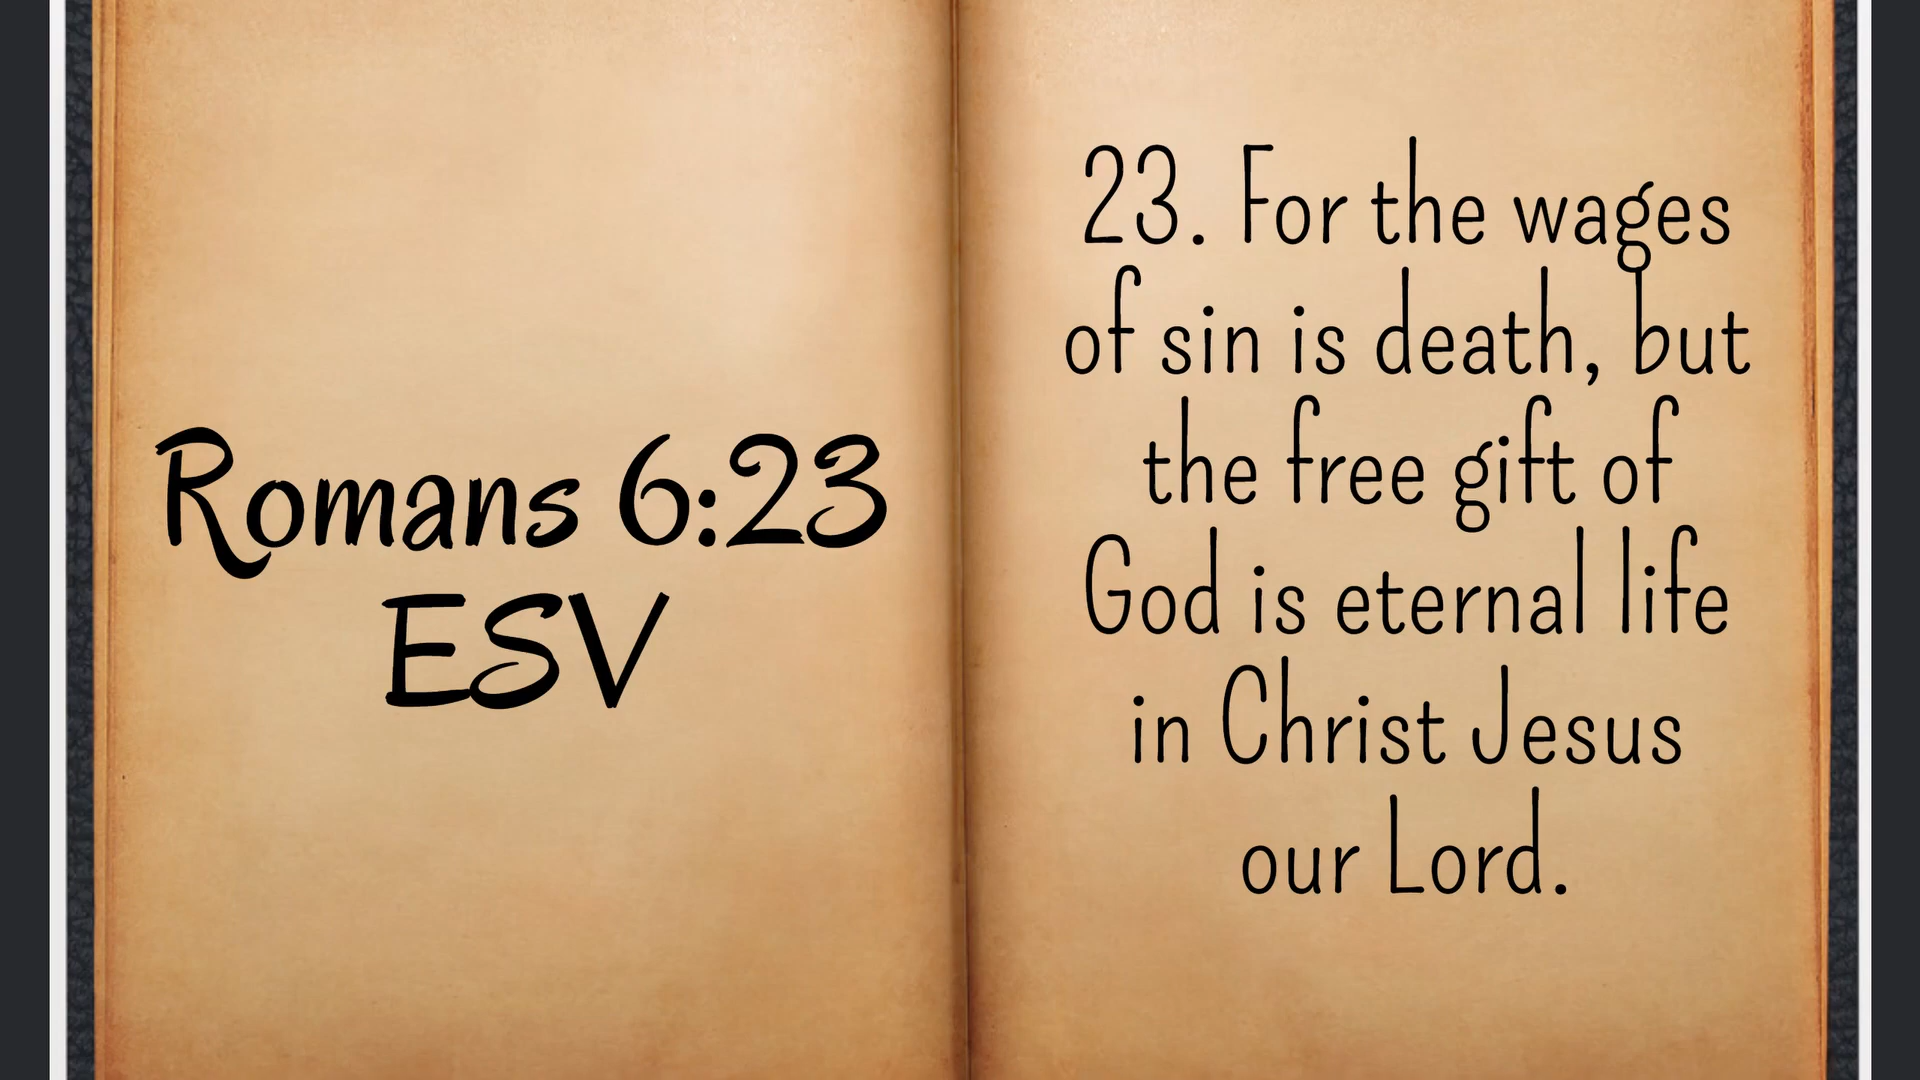 Romans 6:23
ESV
23. For the wages
of sin is death, but
the free gift of
God is eternal life
in Christ Jesus
our Lord.